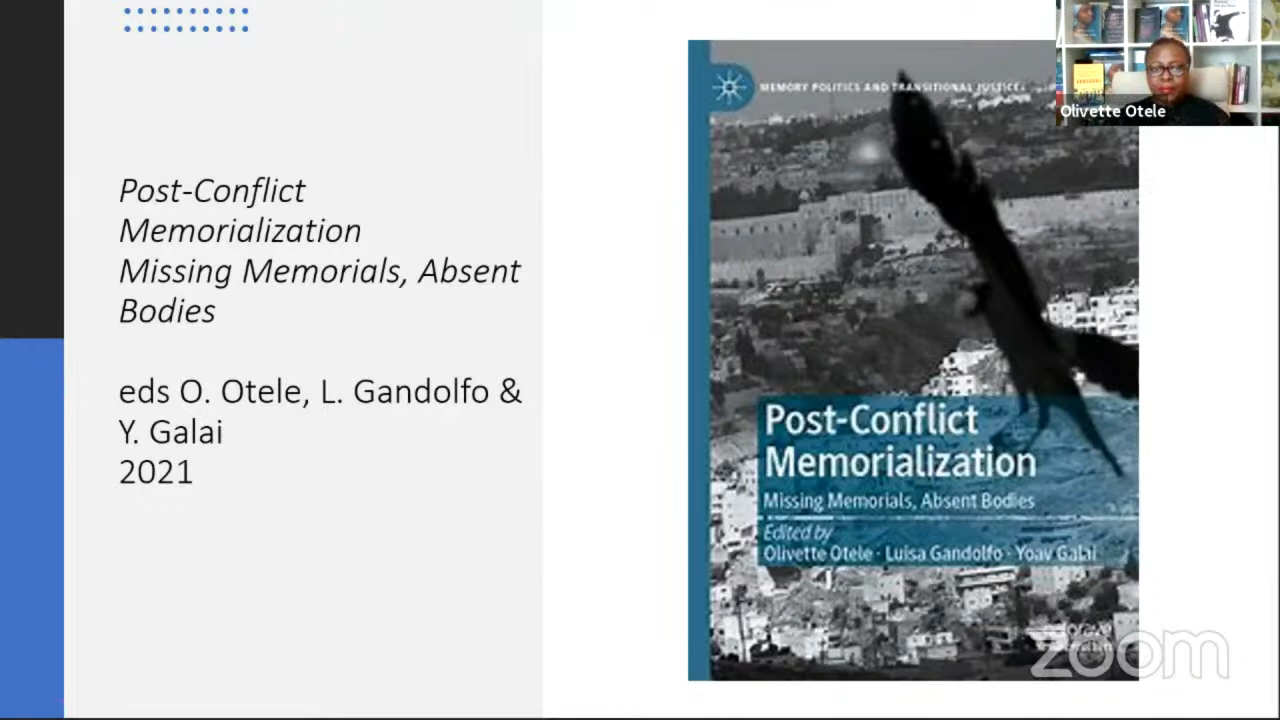 Post-Conflict
Memorialization
Missing Memorials, Absent
Bodies
eds O. Otele, L. Gandolfo &
Y. Galai
2021
MEMORY POLITICS AND TRANSITIONAL JUSTICE
Post-Conflict
Memorialization
Missing Memorials, Absent Bodies
Edited by
Olivette Otele · Luisa Gandolfo · Yoav Galai
Olivette Otele
zoom